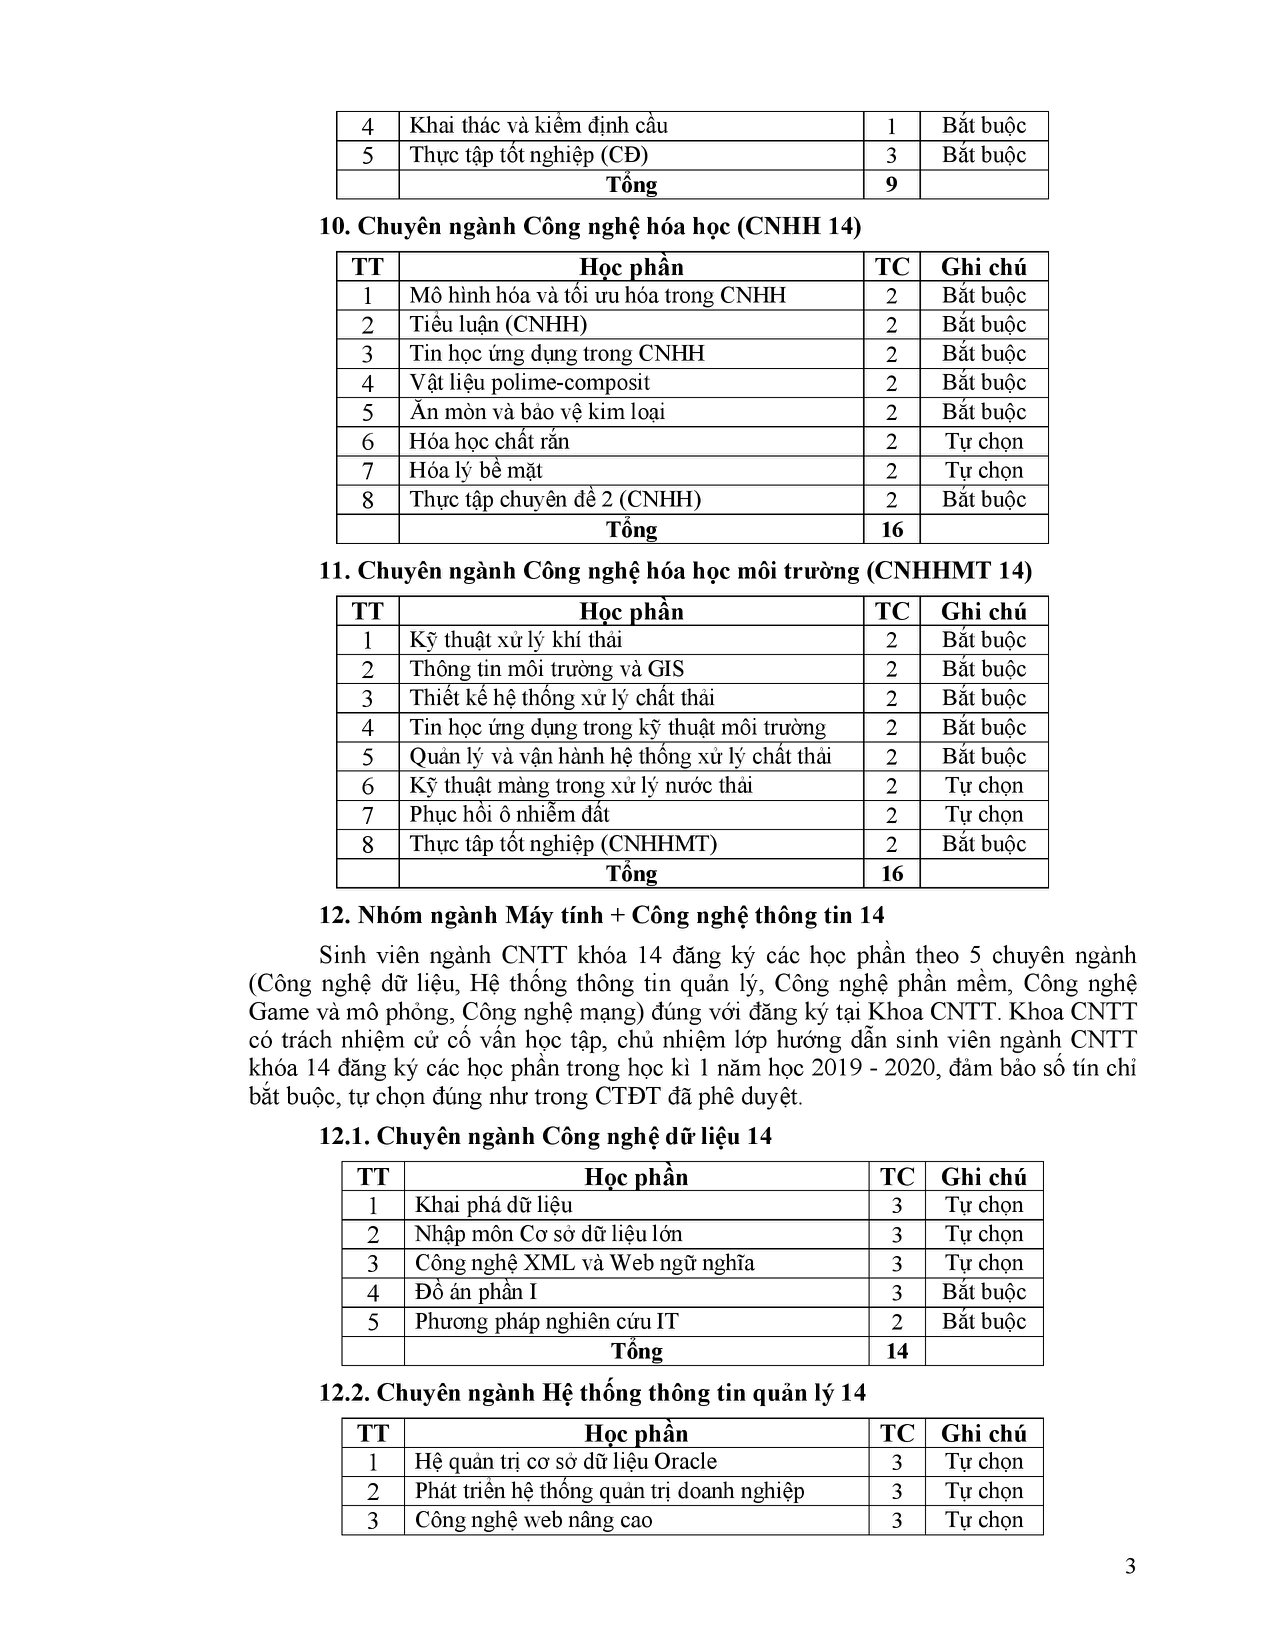 4 Khai thác và kiểm định cầu 1 Bắt buộc
5 Thực tập tốt nghiệp (CĐ) 3 Bắt buộc
Tổng 9
10. Chuyên ngành Công nghệ hóa học (CNHH 14)
TT Học phần TC Ghi chú
1 Mô hình hóa và tối ưu hóa trong CNHH 2 Bắt buộc
2 Tiểu luận (CNHH) 2 Bắt buộc
3 Tin học ứng dụng trong CNHH 2 Bắt buộc
4 Vật liệu polime-composit 2 Bắt buộc
5 Ăn mòn và bảo vệ kim loại 2 Bắt buộc
6 Hóa học chất rắn 2 Tự chọn
7 Hóa lý bề mặt 2 Tự chọn
8 Thực tập chuyên đề 2 (CNHH) 2 Bắt buộc
Tổng 16
11. Chuyên ngành Công nghệ hóa học môi trường (CNHHMT 14)
TT Học phần TC Ghi chú
1 Kỹ thuật xử lý khí thải 2 Bắt buộc
2 Thông tin môi trường và GIS 2 Bắt buộc
3 Thiết kế hệ thống xử lý chất thải 2 Bắt buộc
4 Tin học ứng dụng trong kỹ thuật môi trường 2 Bắt buộc
5 Quản lý và vận hành hệ thống xử lý chất thải 2 Bắt buộc
6 Kỹ thuật màng trong xử lý nước thải 2 Tự chọn
7 Phục hồi ô nhiễm đất 2 Tự chọn
8 Thực tâp tốt nghiệp (CNHHMT) 2 Bắt buộc
Tổng 16
12. Nhóm ngành Máy tính + Công nghệ thông tin 14
Sinh viên ngành CNTT khóa 14 đăng ký các học phần theo 5 chuyên ngành
(Công nghệ dữ liệu, Hệ thống thông tin quản lý, Công nghệ phần mềm, Công nghệ
Game và mô phỏng, Công nghệ mạng) đúng với đăng ký tại Khoa CNTT. Khoa CNTT
có trách nhiệm cử cố vấn học tập, chủ nhiệm lớp hướng dẫn sinh viên ngành CNTT
khóa 14 đăng ký các học phần trong học kì 1 năm học 2019 - 2020, đảm bảo số tín chỉ
bắt buộc, tự chọn đúng như trong CTĐT đã phê duyệt.
12.1. Chuyên ngành Công nghệ dữ liệu 14
TT Học phần TC Ghi chú
1 Khai phá dữ liệu 3 Tự chọn
2 Nhập môn Cơ sở dữ liệu lớn 3 Tự chọn
3 Công nghệ XML và Web ngữ nghĩa 3 Tự chọn
4 Đồ án phần I 3 Bắt buộc
5 Phương pháp nghiên cứu IT 2 Bắt buộc
Tổng 14
12.2. Chuyên ngành Hệ thống thông tin quản lý 14
TT Học phần TC Ghi chú
1 Hệ quản trị cơ sở dữ liệu Oracle 3 Tự chọn
2 Phát triển hệ thống quản trị doanh nghiệp 3 Tự chọn
3 Công nghệ web nâng cao 3 Tự chọn
3